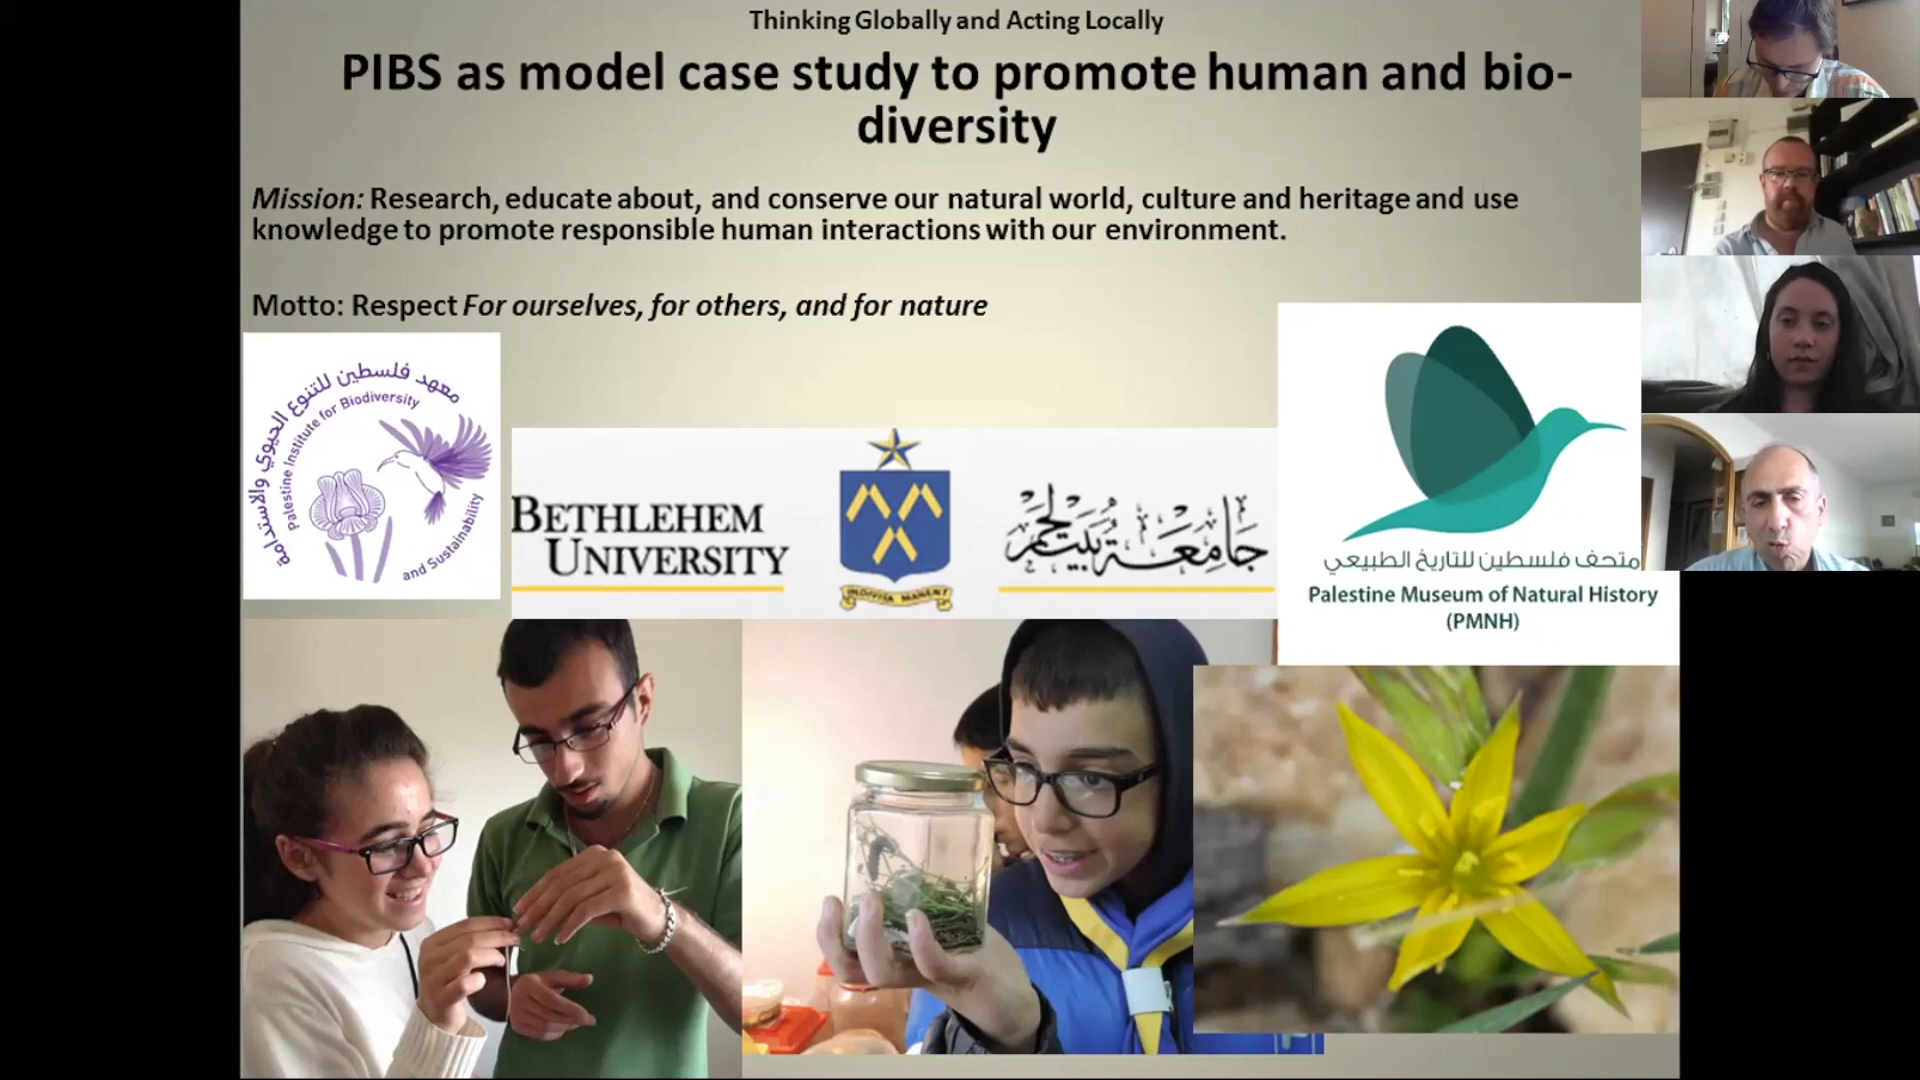 Thinking Globally and Acting Locally
PIBS as model case study to promote human and bio-
diversity
Mission: Research, educate about, and conserve our natural world, culture and heritage and use
knowledge to promote responsible human interactions with our environment.
Motto: Respect For ourselves, for others, and for nature
معهد فلسطين للتنوع الحيوي والاستدامة
Palestine Institute for Biodiversity
and Sustainability
BETHLEHEM
UNIVERSITY
INDIVISA MANENT
جامعة بيت لحم
متحف فلسطين للتاريخ الطبيعي
Palestine Museum of Natural History
(PMNH)